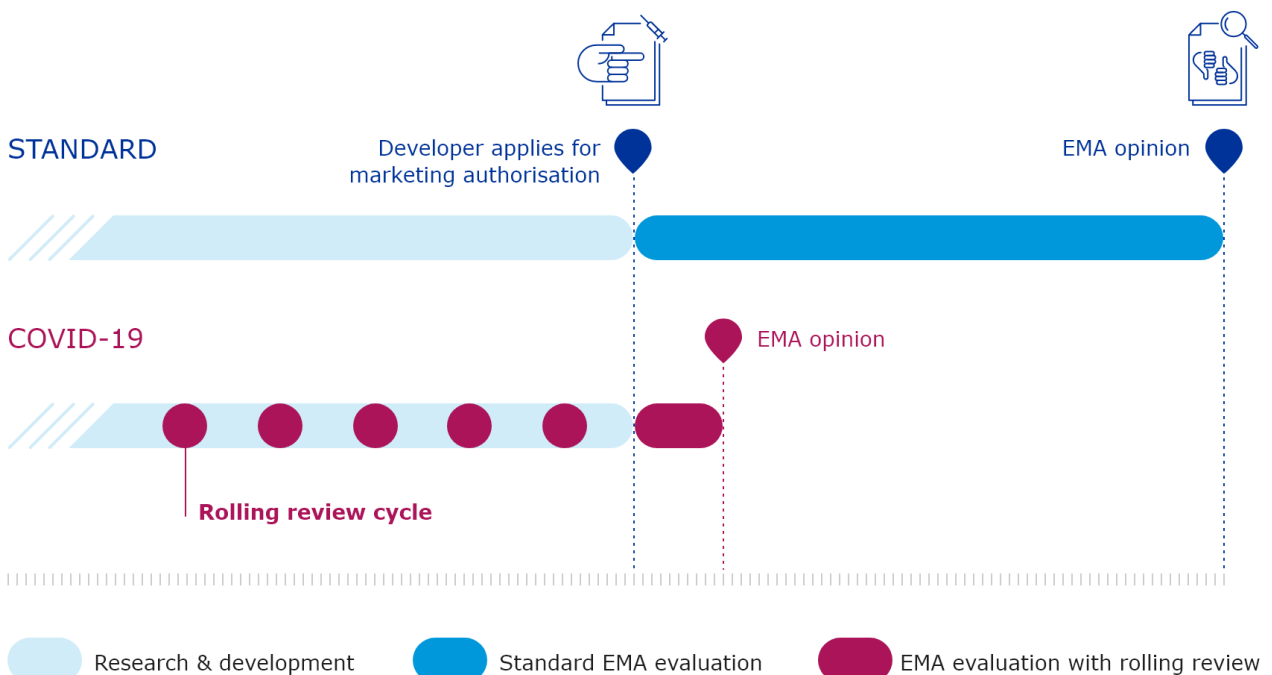 STANDARD
Developer applies for
marketing authorisation
EMA opinion
COVID-19
EMA opinion
Rolling review cycle
Research & development
Standard EMA evaluation
EMA evaluation with rolling review